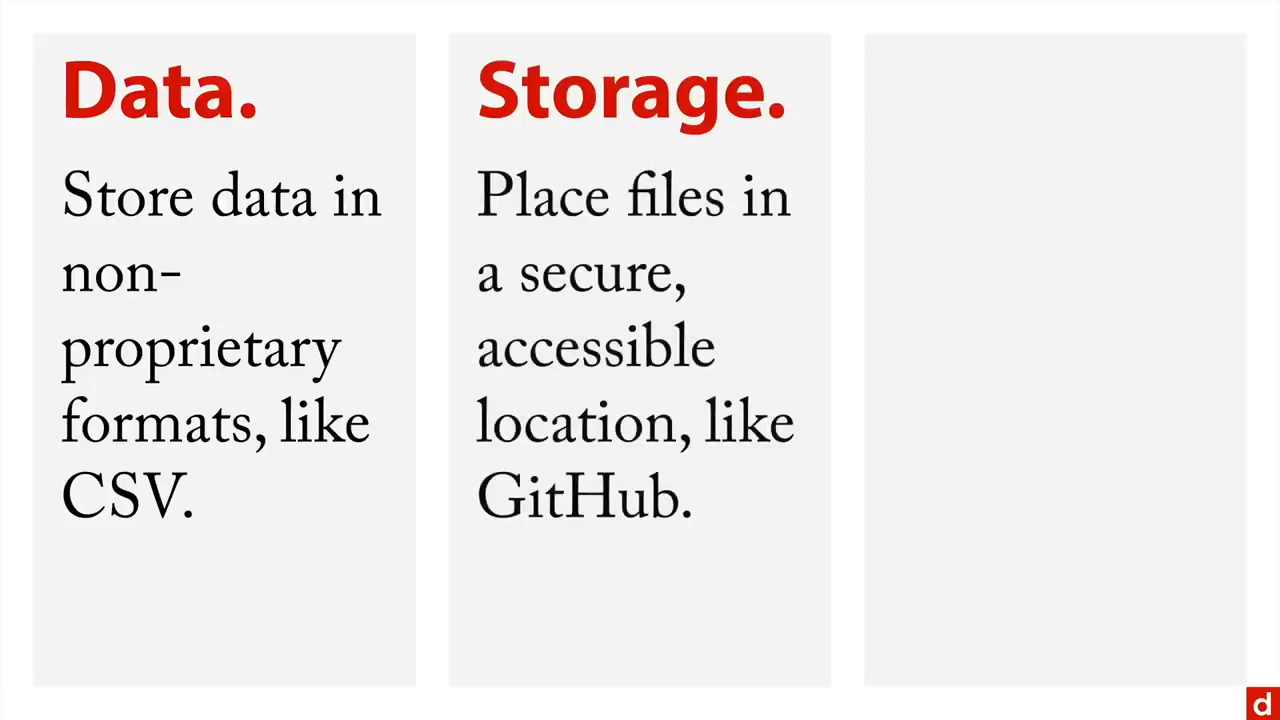 Data.
Store data in
non-
proprietary
formats, like
CSV.
Storage.
Place files in
a secure,
accessible
location, like
GitHub.
d